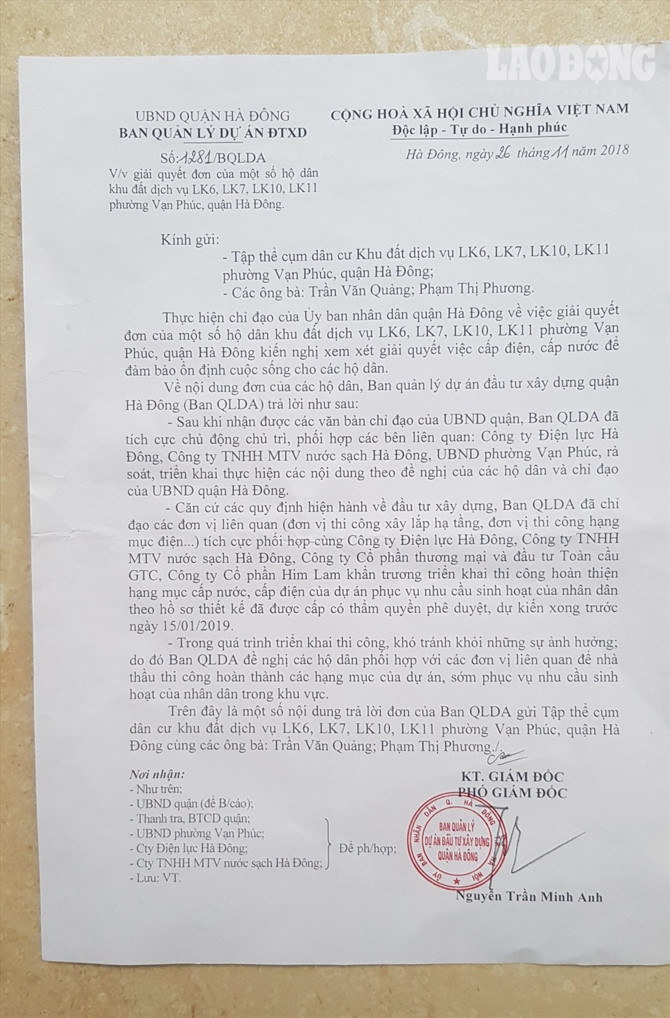 LAO ĐỘNG
UBND QUẬN HÀ ĐÔNG
BAN QUẢN LÝ DỰ ÁN ĐTXD
Số:1281/BQLDA
V/v giải quyết đơn của một số hộ dân
khu đất dịch vụ LK6, LK7, LK10, LK11
phường Vạn Phúc, quận Hà Đông.
CỘNG HOÀ XÃ HỘI CHỦ NGHĨA VIỆT NAM
Độc lập - Tự do - Hạnh phúc
Hà Đông, ngày 26 tháng 11 năm 2018
Kính gửi:
- Tập thể cụm dân cư Khu đất dịch vụ LK6, LK7, LK10, LK11
phường Vạn Phúc, quận Hà Đông;
- Các ông bà: Trần Văn Quảng; Phạm Thị Phương.
Thực hiện chỉ đạo của Ủy ban nhân dân quận Hà Đông về việc giải quyết
đơn của một số hộ dân khu đất dịch vụ LK6, LK7, LK10, LK11 phường Vạn
Phúc, quận Hà Đông kiến nghị xem xét giải quyết việc cấp điện, cấp nước để
đảm bảo ổn định cuộc sống cho các hộ dân.
Về nội dung đơn của các hộ dân, Ban quản lý dự án đầu tư xây dựng quận
Hà Đông (Ban QLDA) trả lời như sau:
- Sau khi nhận được các văn bản chỉ đạo của UBND quận, Ban QLDA đã
tích cực chủ động chủ trì, phối hợp các bên liên quan: Công ty Điện lực Hà
Đông, Công ty TNHH MTV nước sạch Hà Đông, UBND phường Vạn Phúc, rà
soát, triển khai thực hiện các nội dung theo đề nghị của các hộ dân và chỉ đạo
của UBND quận Hà Đông.
- Căn cứ các quy định hiện hành về đầu tư xây dựng, Ban QLDA đã chỉ
đạo các đơn vị liên quan (đơn vị thi công xây lắp hạ tầng, đơn vị thi công hạng
mục điện...) tích cực phối hợp cùng Công ty Điện lực Hà Đông, Công ty TNHH
MTV nước sạch Hà Đông, Công ty Cổ phần thương mại và đầu tư Toàn cầu
GTC, Công ty Cổ phần Him Lam khẩn trương triển khai thi công hoàn thiện
hạng mục cấp nước, cấp điện của dự án phục vụ nhu cầu sinh hoạt của nhân dân
theo hồ sơ thiết kế đã được cấp có thẩm quyền phê duyệt, dự kiến xong trước
ngày 15/01/2019.
- Trong quá trình triển khai thi công, khó tránh khỏi những sự ảnh hưởng;
do đó Ban QLDA đề nghị các hộ dân phối hợp với các đơn vị liên quan để nhà
thầu thi công hoàn thành các hạng mục của dự án, sớm phục vụ nhu cầu sinh
hoạt của nhân dân trong khu vực.
Trên đây là một số nội dung trả lời đơn của Ban QLDA gửi Tập thể cụm
dân cư khu đất dịch vụ LK6, LK7, LK10, LK11 phường Vạn Phúc, quận Hà
Đông cùng các ông bà: Trần Văn Quảng; Phạm Thị Phương./.
Nơi nhận:
- Như trên;
- UBND quận (để B/cáo);
- Thanh tra, BTCD quận;
- UBND phường Vạn Phúc;
- Cty Điện lực Hà Đông;
- Cty TNHH MTV nước sạch Hà Đông;
- Lưu: VT.
Để ph/hợp;
KT. GIÁM ĐỐC
PHÓ GIÁM ĐỐC
ỦY BAN NHÂN DÂN Q. HÀ ĐÔNG
BAN QUẢN LÝ
DỰ ÁN ĐẦU TƯ XÂY DỰNG
QUẬN HÀ ĐÔNG
Nguyễn Trần Minh Anh